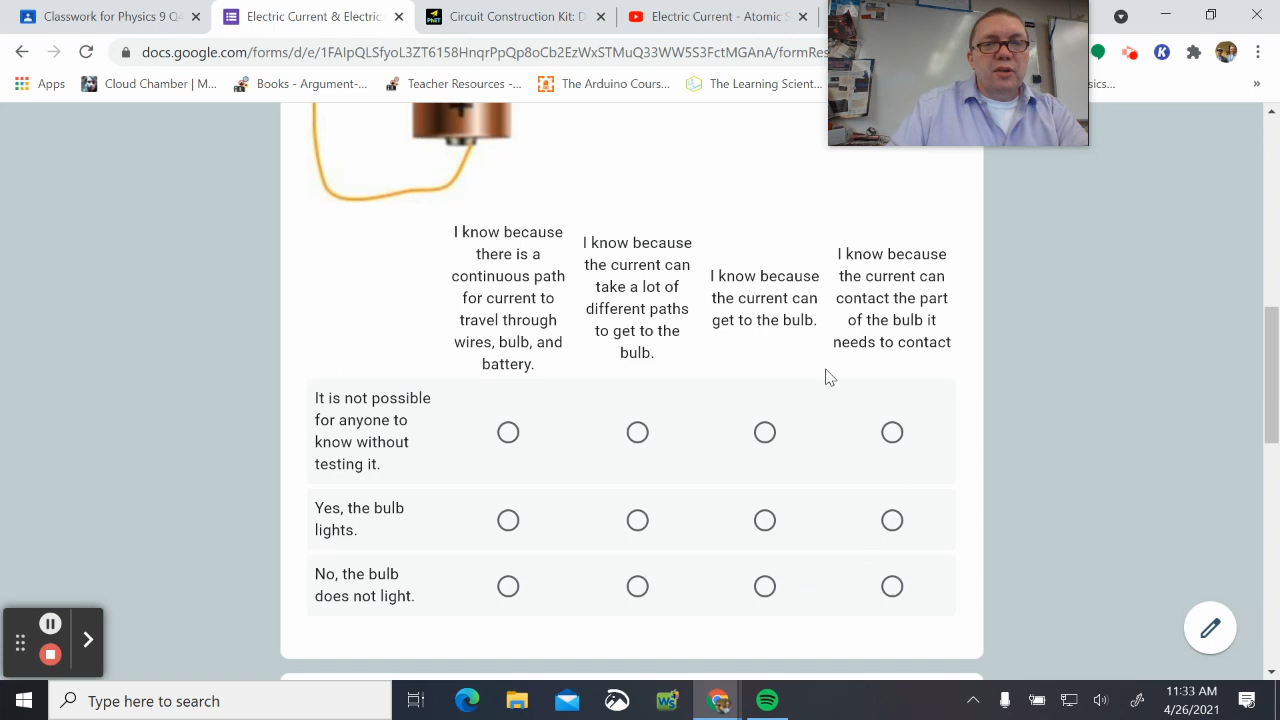 Classwork for Physics 9 G
Electric Current & Electric
Circuit Construction
PhET
Electric Current - Atomic S
docs.google.com/forms/d/e/
/formRes
Apps
Books - Argument-...
Teacher Resources -...
The Arduino Cours...
The Learning Scient...
sics...
»
I know because
there is a
continuous path
for current to
travel through
wires, bulb, and
battery.
I know because
the current can
take a lot of
different paths
to get to the
bulb.
I know because
the current can
get to the bulb.
I know because
the current can
contact the part
of the bulb it
needs to contact
It is not possible
for anyone to
know without
testing it.
Yes, the bulb
lights.
No, the bulb
does not light.
Type here to search
11:33 AM
4/26/2021